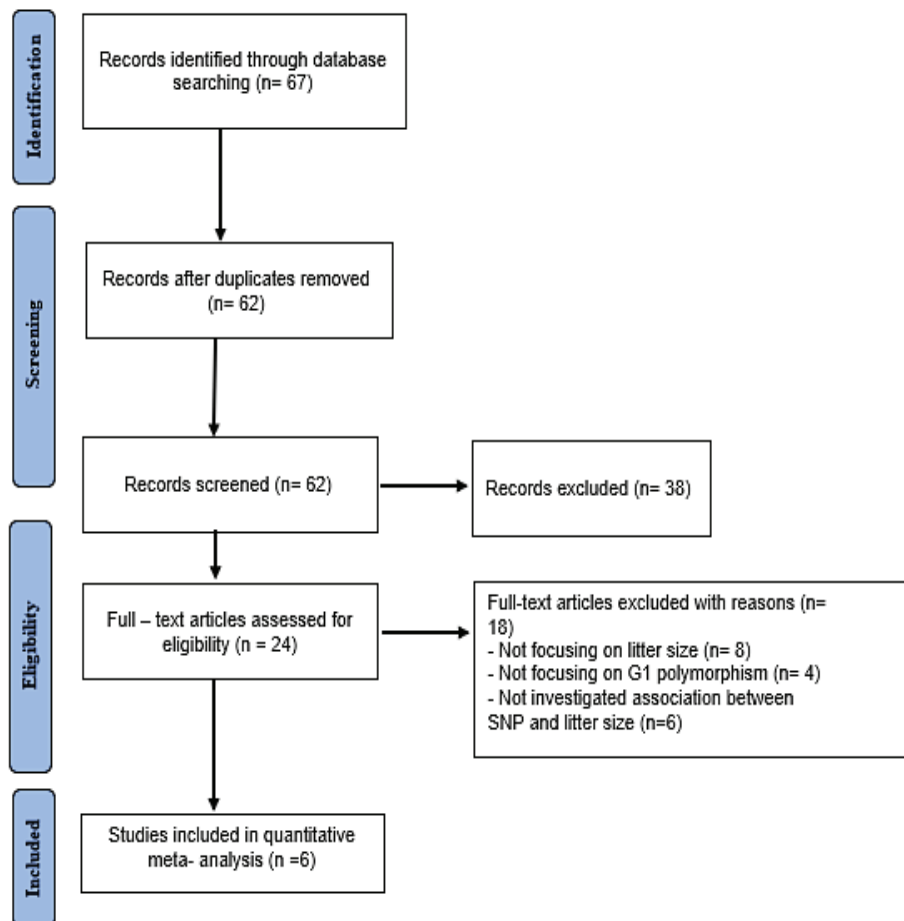 Identification
Records identified through database
searching (n= 67)
Screening
Records after duplicates removed
(n= 62)
Records screened (n= 62)
Records excluded (n= 38)
Eligibility
Full – text articles assessed for
eligibility (n = 24)
Full-text articles excluded with reasons (n=
18)
- Not focusing on litter size (n= 8)
- Not focusing on G1 polymorphism (n= 4)
- Not investigated association between
SNP and litter size (n=6)
Included
Studies included in quantitative
meta- analysis (n =6)